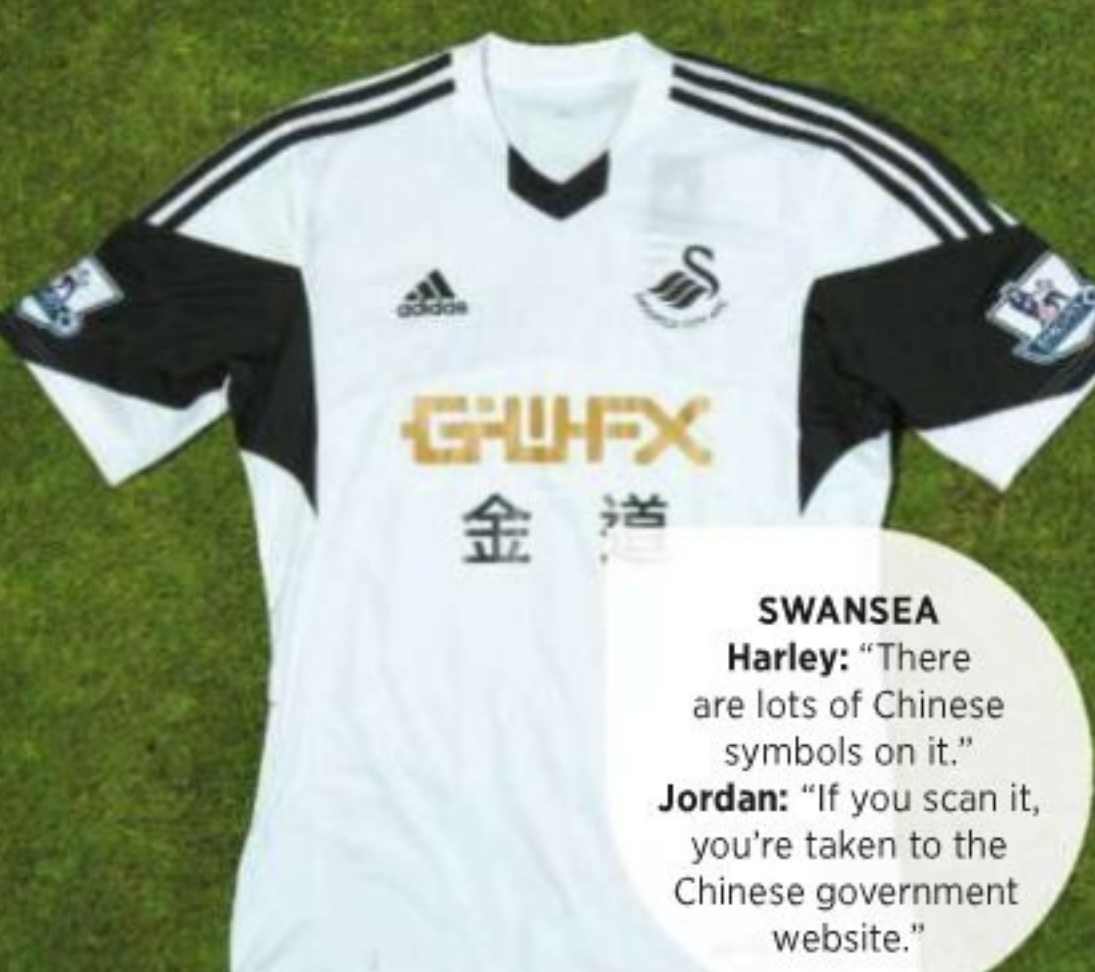 adidas
GWFX
金 道
SWANSEA
Harley: “There
are lots of Chinese
symbols on it.”
Jordan: “If you scan it,
you’re taken to the
Chinese government
website.”